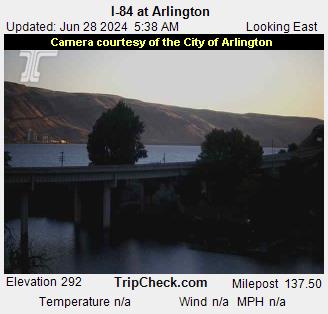 I-84 at Arlington
Updated: Jun 28 2024 5:38 AM Looking East
Camera courtesy of the City of Arlington
Elevation 292 TripCheck.com Milepost 137.50
Temperature n/a Wind n/a MPH n/a